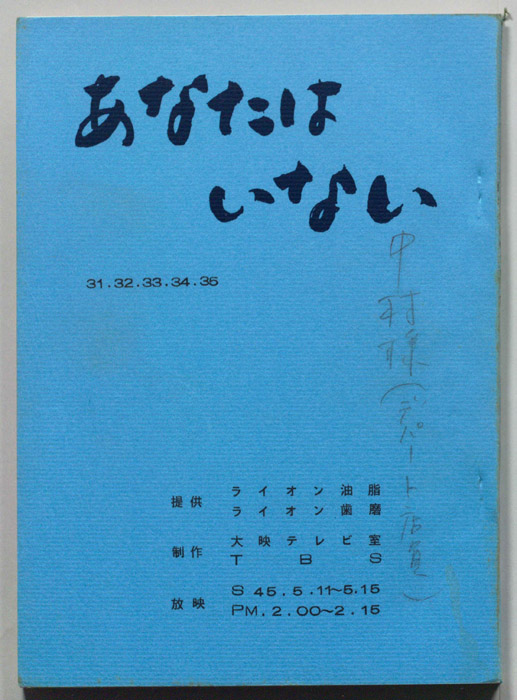 あなたは
いない
31.32.33.34.35
中村様（デパート店員）
提供 ライオン油脂
ライオン歯磨
制作 大映テレビ室
TBS
放映 S 45.5.11〜5.15
PM.2.00〜2.15